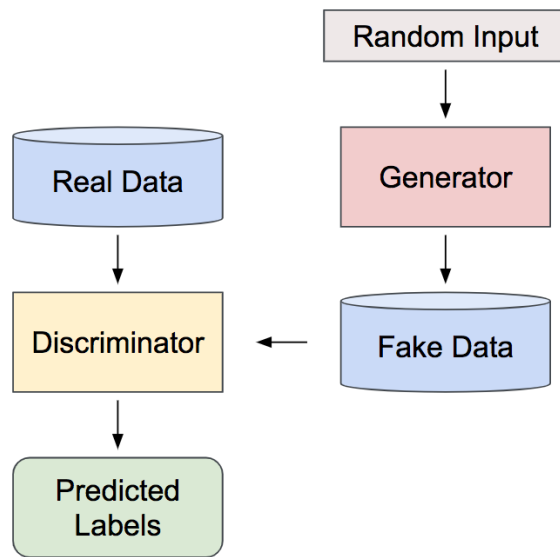 Random Input
Real Data
Generator
Discriminator
Fake Data
Predicted
Labels